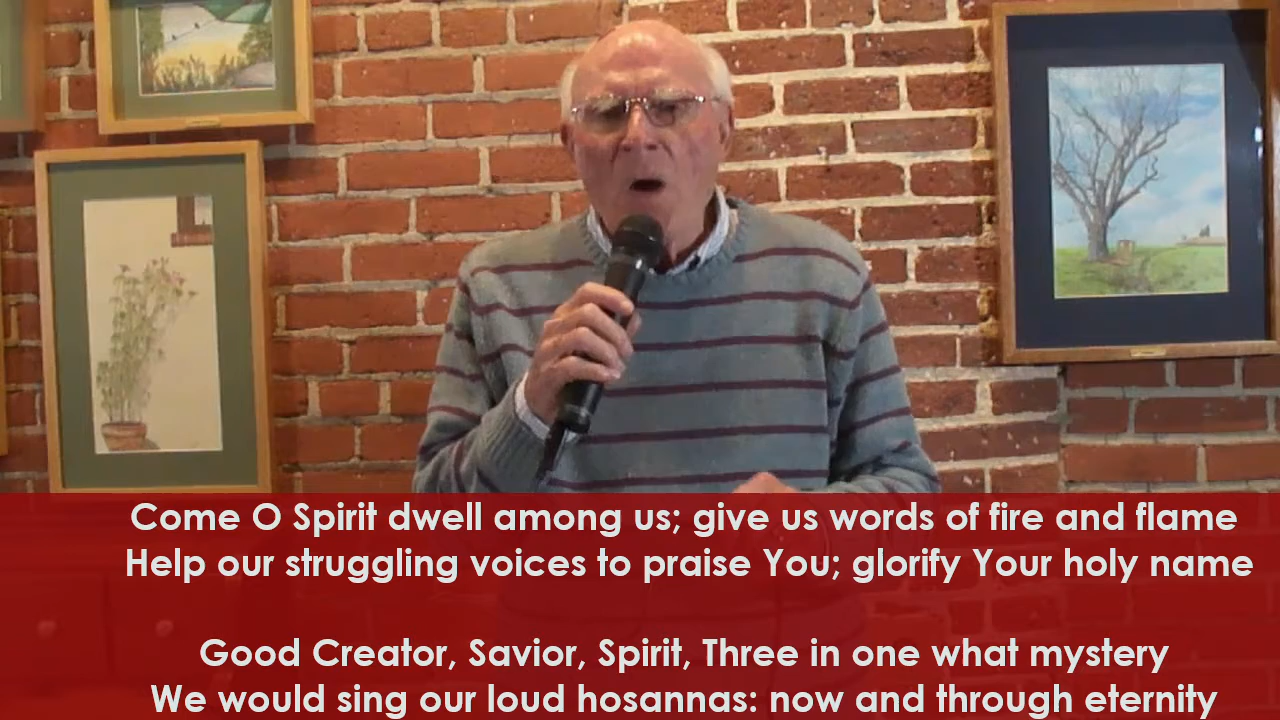 Come O Spirit dwell among us; give us words of fire and flame
Help our struggling voices to praise You; glorify Your holy name
Good Creator, Savior, Spirit, Three in one what mystery
We would sing our loud hosannas: now and through eternity